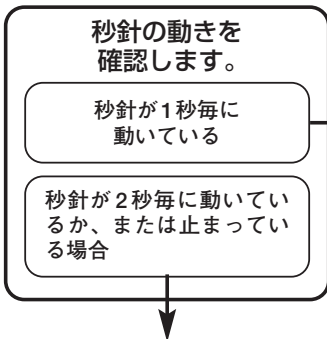 秒針の動きを
確認します。
秒針が1秒毎に
動いている
秒針が2秒毎に動いてい
るか、または止まってい
る場合